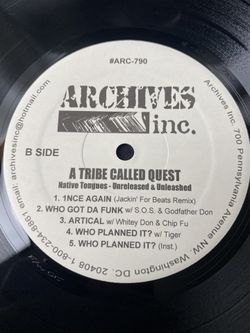 #ARC-790
ARCHIVES
inc.
B SIDE
A TRIBE CALLED QUEST
Native Tongues - Unreleased & Unleashed
1. 1NCE AGAIN (Jackin' For Beats Remix)
2. WHO GOT DA FUNK w/ S.O.S. & Godfather Don
3. ARTICAL w/ Whitey Don & Chip Fu
4. WHO PLANNED IT? w/ Tiger
5. WHO PLANNED IT? (Inst.)
Archives Inc. 700 Pennsylvania Avenue NW, Washington DC, 20408 1-800-234-8861 email: archivesinc@hotmail.com